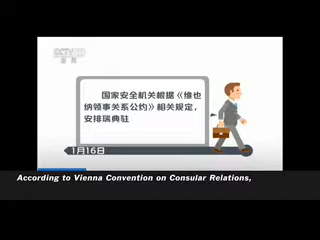 CCTV
国家安全机关根据《维也
纳领事关系公约》相关规定，
安排瑞典驻
1月16日
According to Vienna Convention on Consular Relations,